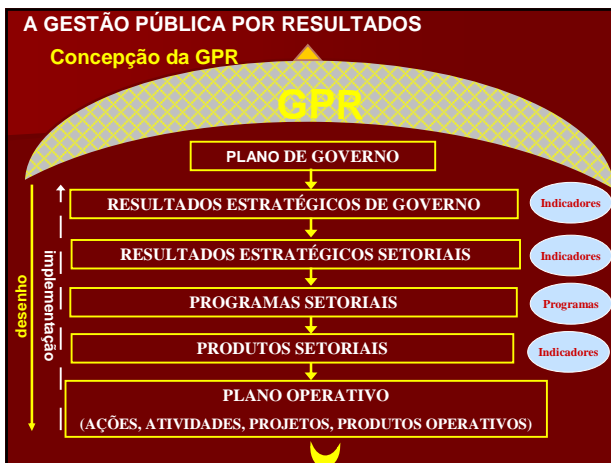 A GESTÃO PÚBLICA POR RESULTADOS
Concepção da GPR
GPR
PLANO DE GOVERNO
RESULTADOS ESTRATÉGICOS DE GOVERNO
Indicadores
RESULTADOS ESTRATÉGICOS SETORIAIS
Indicadores
PROGRAMAS SETORIAIS
Programas
PRODUTOS SETORIAIS
Indicadores
PLANO OPERATIVO
(AÇÕES, ATIVIDADES, PROJETOS, PRODUTOS OPERATIVOS)
desenho
implementação